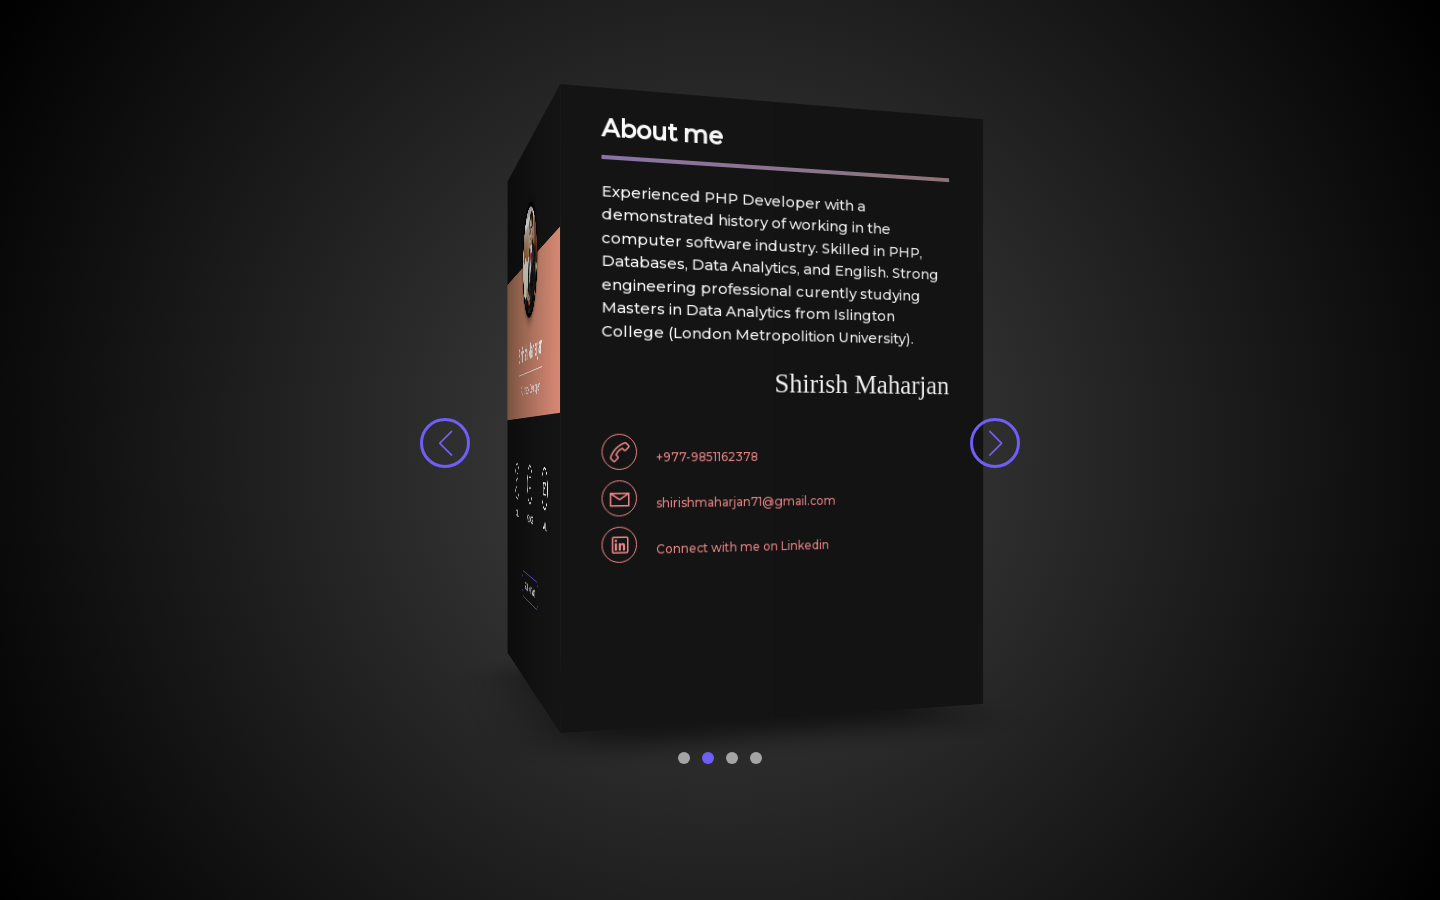 About me
Experienced PHP Developer with a
demonstrated history of working in the
computer software industry. Skilled in PHP,
Databases, Data Analytics, and English. Strong
engineering professional curently studying
Masters in Data Analytics from Islington
College (London Metropolition University).
Shirish Maharjan
+977-9851162378
shirishmaharjan71@gmail.com
Connect with me on Linkedin